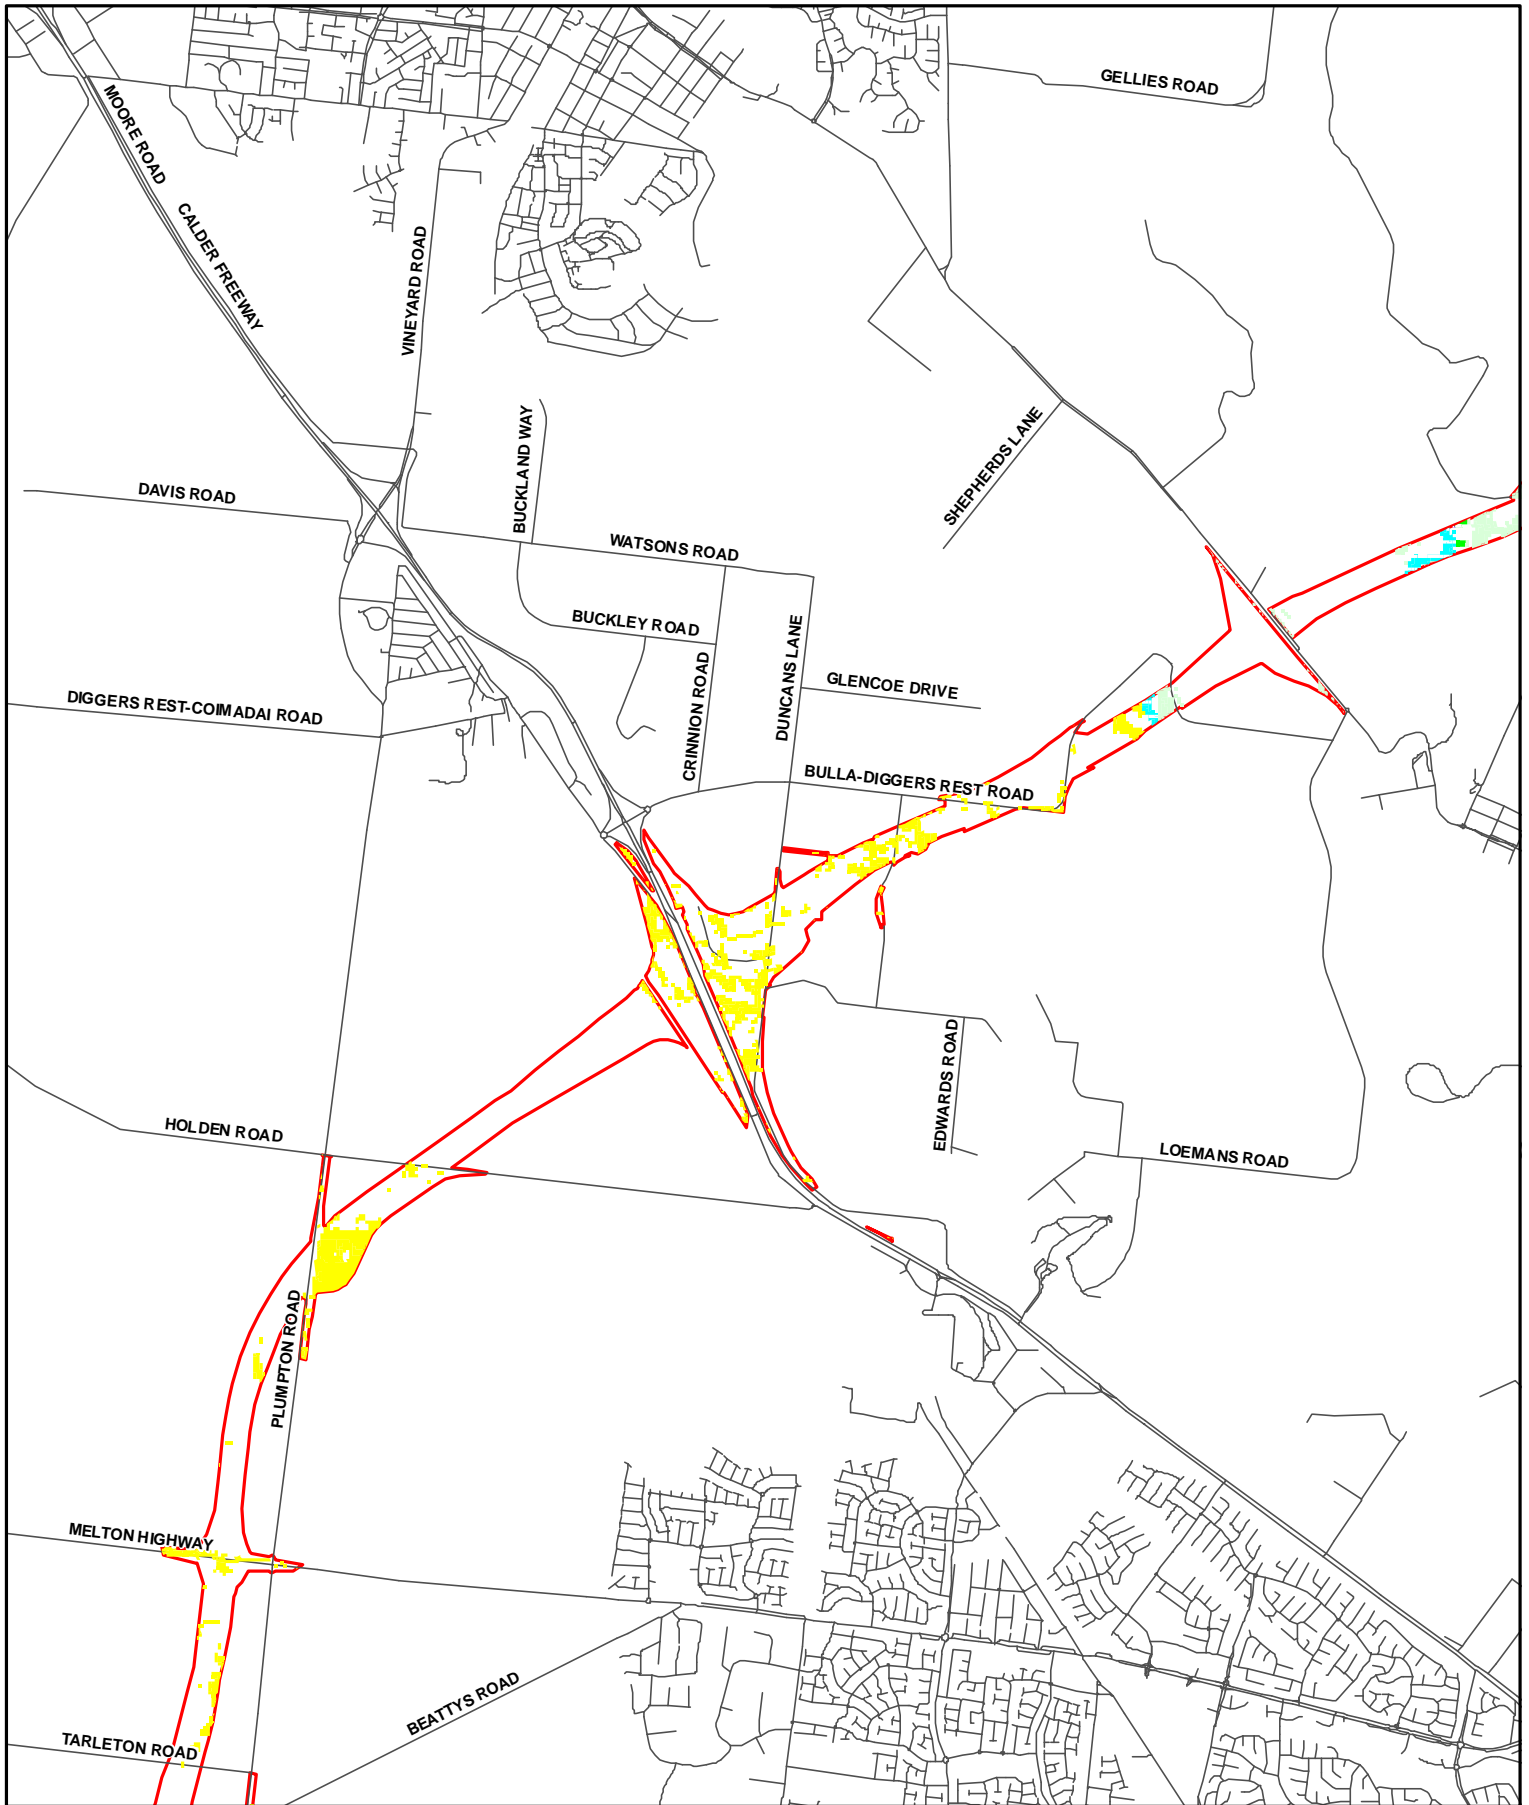 GELLIES ROAD
MOORE ROAD
CALDER FREEWAY
VINEYARD ROAD
BUCKLAND WAY
SHEPHERDS LANE
DAVIS ROAD
WATSONS ROAD
BUCKLEY ROAD
CRINNION ROAD
DUNCANS LANE
GLENCOE DRIVE
DIGGERS REST-COIMADAI ROAD
BULLA-DIGGERS REST ROAD
EDWARDS ROAD
HOLDEN ROAD
LOEMANS ROAD
PLUMPTON ROAD
MELTON HIGHWAY
BEATTYS ROAD
TARLETON ROAD